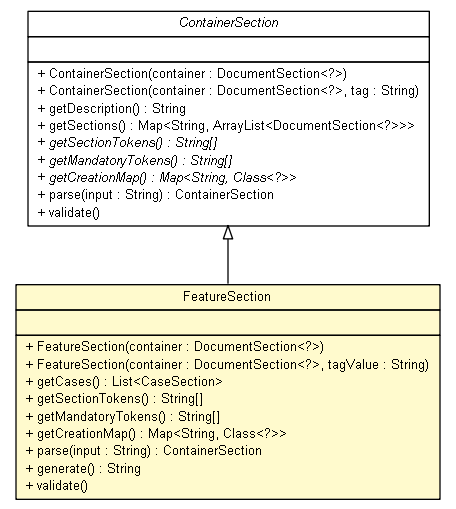 ContainerSection
+ ContainerSection(container : DocumentSection<?>)
+ ContainerSection(container : DocumentSection<?>, tag : String)
+ getDescription() : String
+ getSections() : Map<String, ArrayList<DocumentSection<?>>>
+ getSectionTokens() : String[]
+ getMandatoryTokens() : String[]
+ getCreationMap() : Map<String, Class<?>>
+ parse(input : String) : ContainerSection
+ validate()
FeatureSection
+ FeatureSection(container : DocumentSection<?>)
+ FeatureSection(container : DocumentSection<?>, tagValue : String)
+ getCases() : List<CaseSection>
+ getSectionTokens() : String[]
+ getMandatoryTokens() : String[]
+ getCreationMap() : Map<String, Class<?>>
+ parse(input : String) : ContainerSection
+ generate() : String
+ validate()